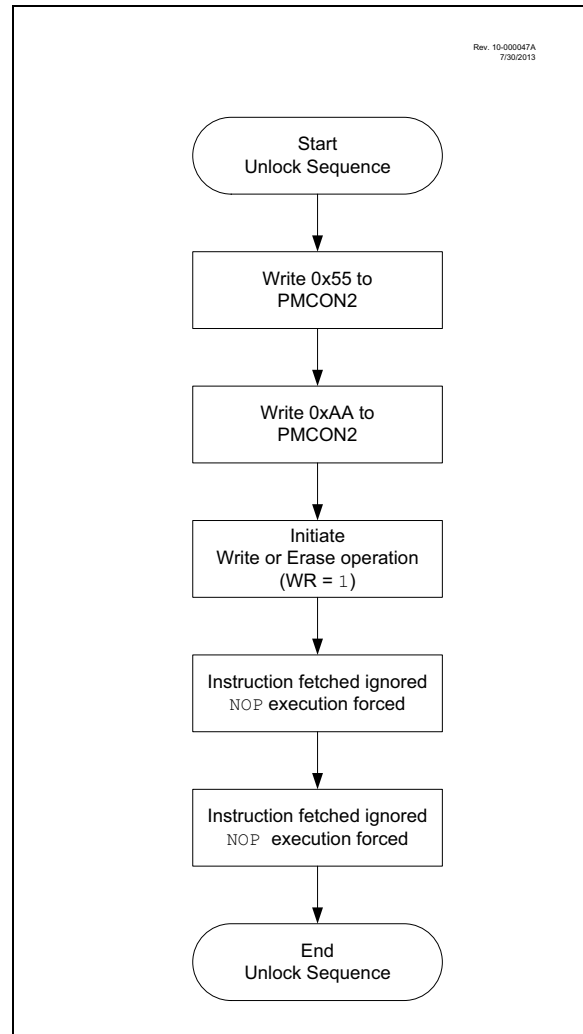 Rev. 10-000047A
7/30/2013
Start
Unlock Sequence
Write 0x55 to
PMCON2
Write 0xAA to
PMCON2
Initiate
Write or Erase operation
(WR = 1)
Instruction fetched ignored
NOP execution forced
Instruction fetched ignored
NOP execution forced
End
Unlock Sequence